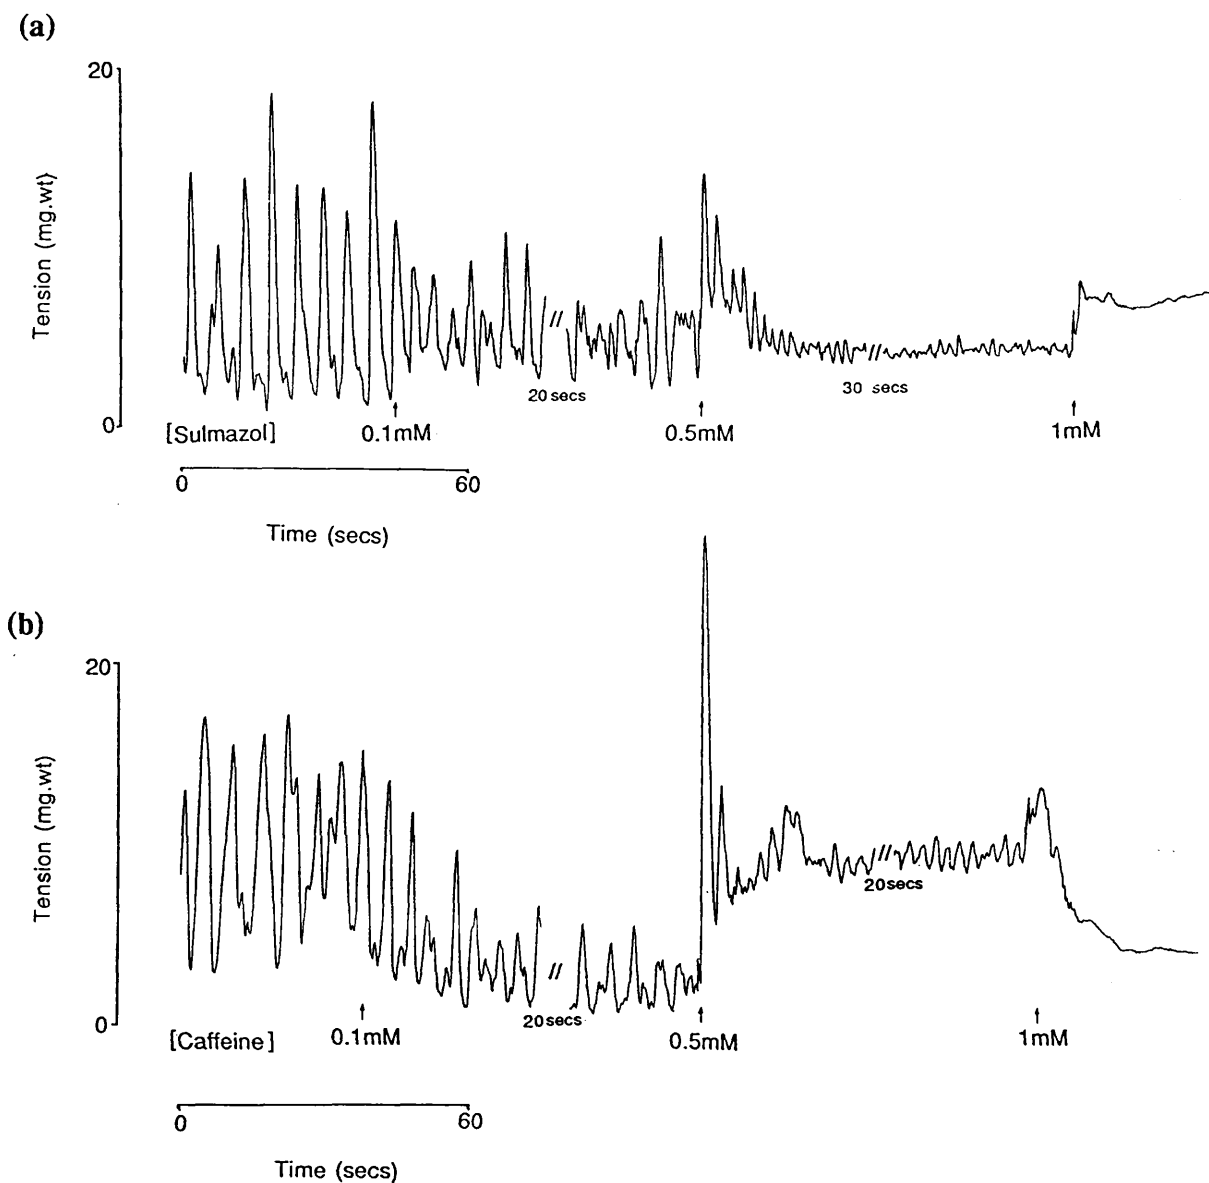 (a)
20
Tension (mg.wt)
0
//
20 secs
//
30 secs
[Sulmazol]
0.1mM
0.5mM
1mM
0
60
Time (secs)
(b)
20
Tension (mg.wt)
0
//
20secs
//
20secs
[Caffeine]
0.1mM
0.5mM
1mM
0
60
Time (secs)